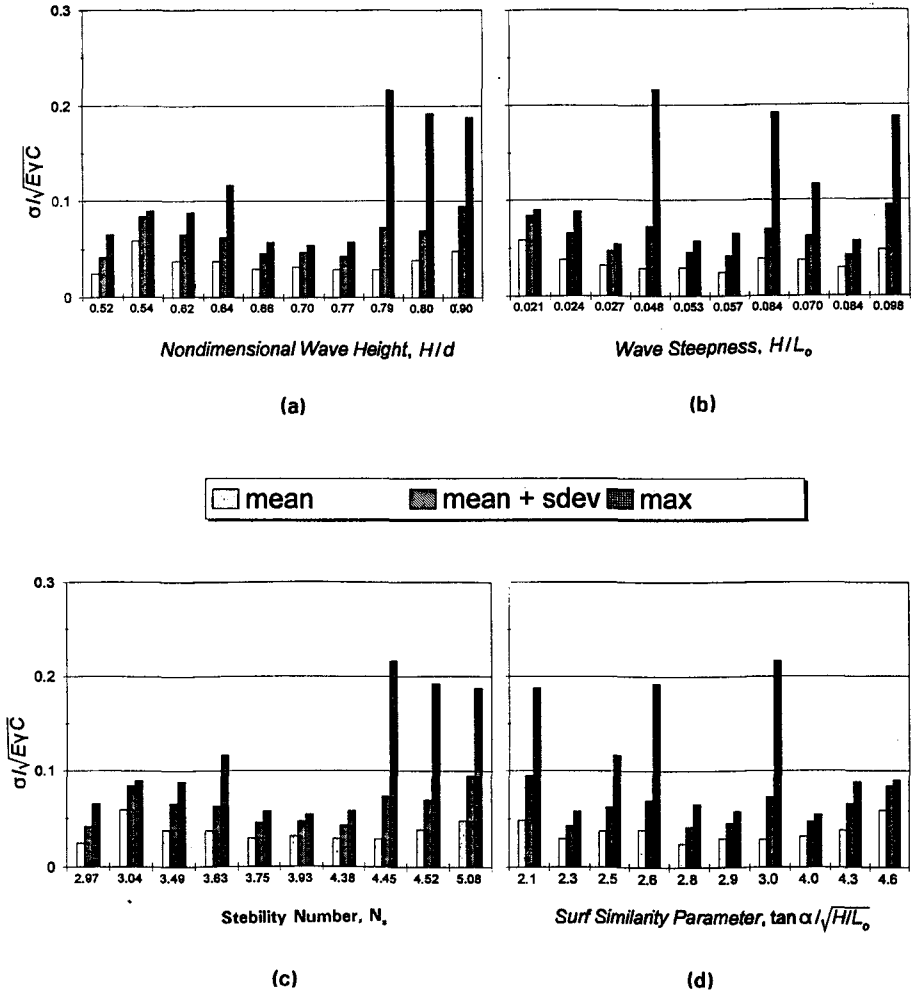 0.3
0.2
0.1
0
σ/√EγC
0.52 0.54 0.62 0.64 0.66 0.70 0.77 0.79 0.80 0.90
Nondimensional Wave Height, H/d
(a)
0.021 0.024 0.027 0.048 0.053 0.057 0.084 0.070 0.084 0.098
Wave Steepness, H/Lₒ
(b)
mean mean + sdev max
0.3
0.2
0.1
0
σ/√EγC
2.97 3.04 3.49 3.63 3.75 3.93 4.38 4.45 4.52 5.08
Stebility Number, Nₛ
(c)
2.1 2.3 2.5 2.6 2.8 2.9 3.0 4.0 4.3 4.6
Surf Similarity Parameter, tan α/√H/Lₒ
(d)